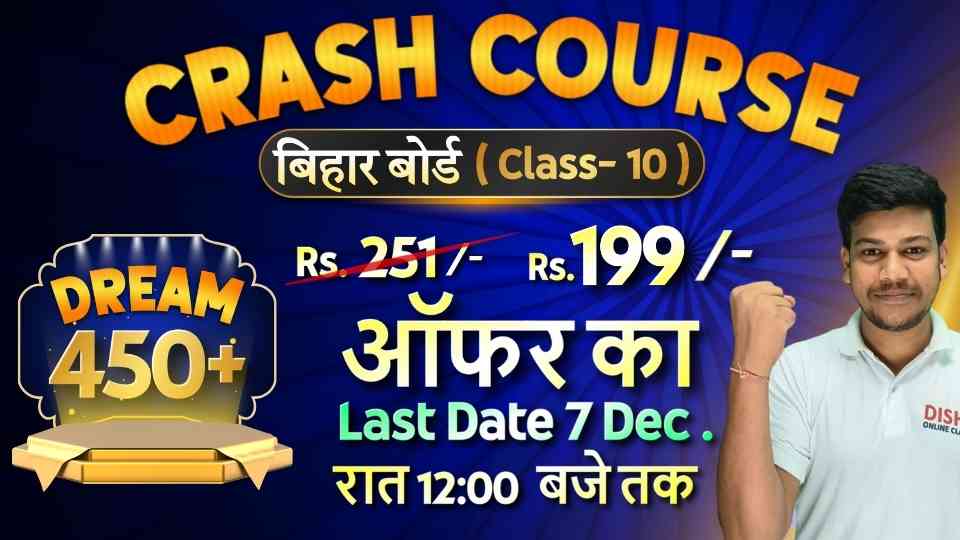 CRASH COURSE
बिहार बोर्ड ( Class- 10 )
Rs. 251 /- Rs. 199 /-
DREAM
450+
ऑफर का
Last Date 7 Dec .
रात 12:00 बजे तक
DISH
ONLINE CL